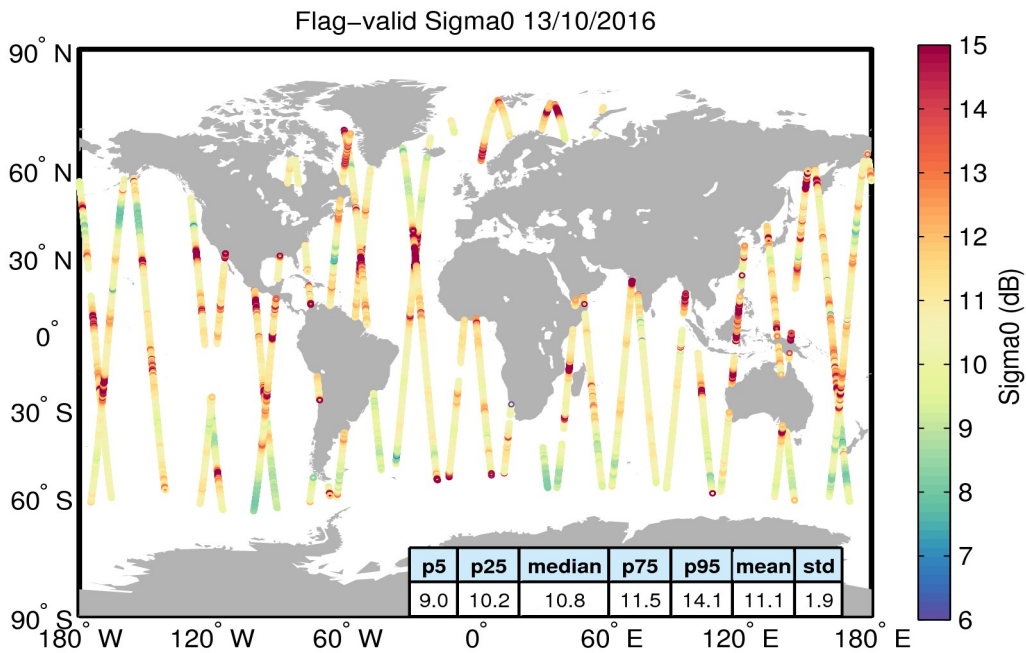 Flag-valid Sigma0 13/10/2016
90° N
60° N
30° N
0°
30° S
60° S
90° S
180° W
120° W
60° W
0°
60° E
120° E
180° E
p5 p25 median p75 p95 mean std
9.0 10.2 10.8 11.5 14.1 11.1 1.9
15
14
13
12
11
10
9
8
7
6
Sigma0 (dB)